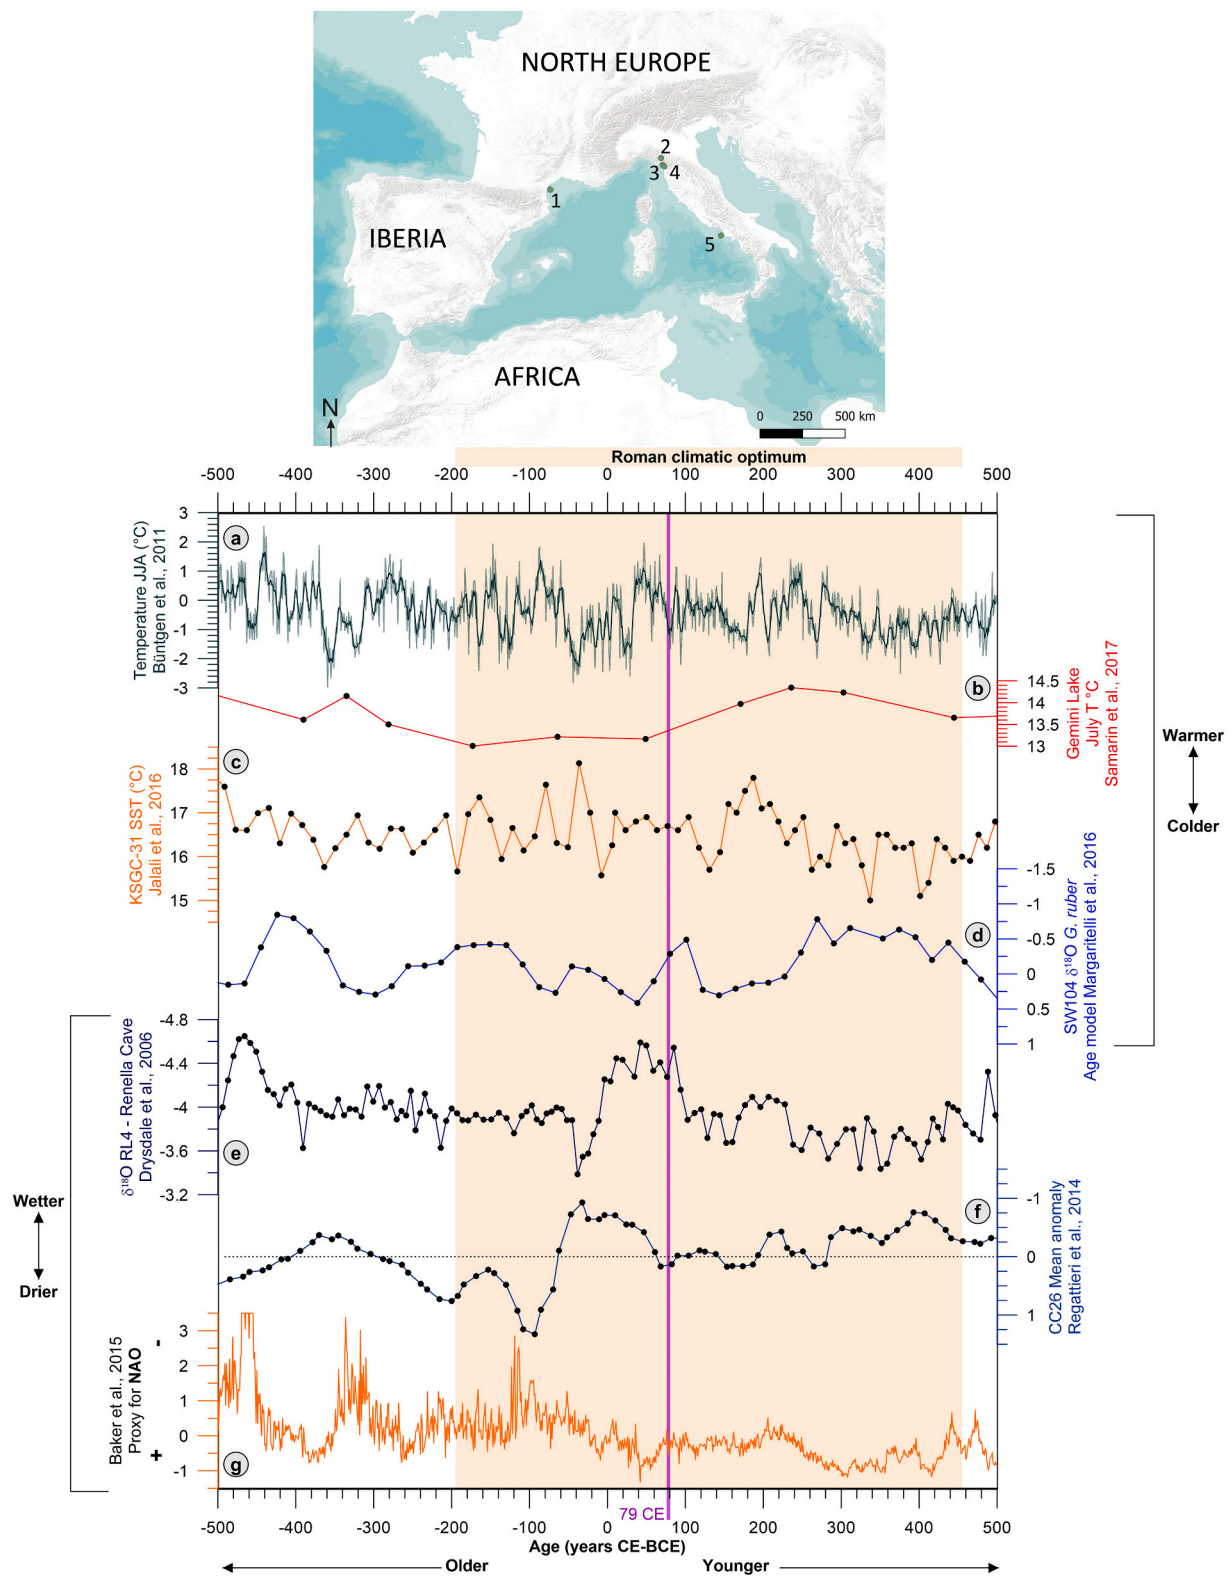 NORTH EUROPE
2
3
4
1
IBERIA
5
AFRICA
N
0 250 500 km
Roman climatic optimum
-500 -400 -300 -200 -100 0 100 200 300 400 500
a
3
2
1
0
-1
-2
-3
Temperature JJA (°C)
Büntgen et al., 2011
b
14.5
14
13.5
13
Gemini Lake
July T °C
Samarin et al., 2017
Warmer
Colder
c
18
17
16
15
KSGC-31 SST (°C)
Jalali et al., 2016
d
-1.5
-1
-0.5
0
0.5
1
SW104 δ¹⁸O G. ruber
Age model Margaritelli et al., 2016
-4.8
-4.4
-4
-3.6
-3.2
δ¹⁸O RL4 - Renella Cave
Drysdale et al., 2006
e
Wetter
Drier
f
-1
0
1
CC26 Mean anomaly
Regattieri et al., 2014
3
2
1
0
-1
-
+
Baker et al., 2015
Proxy for NAO
g
79 CE
-500 -400 -300 -200 -100 0 100 200 300 400 500
Age (years CE-BCE)
Older
Younger